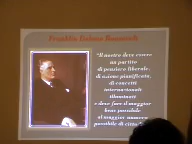 Franklin Delano Roosevelt
"Il nostro deve essere
un partito
di pensiero liberale,
di azione pianificata,
di concetti
internazionali
illuminati
e deve fare il maggior
bene possibile
al maggior numero
possibile di